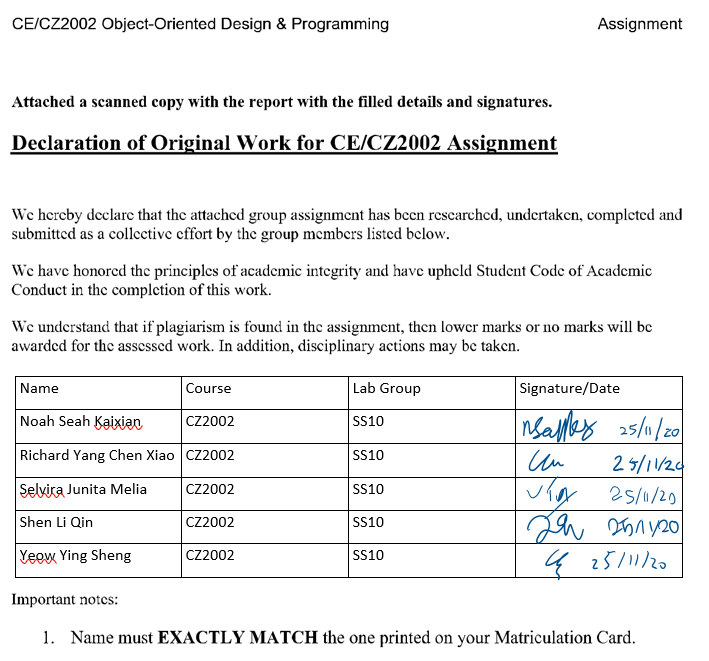 CE/CZ2002 Object-Oriented Design & Programming Assignment
Attached a scanned copy with the report with the filled details and signatures.
Declaration of Original Work for CE/CZ2002 Assignment
We hereby declare that the attached group assignment has been researched, undertaken, completed and
submitted as a collective effort by the group members listed below.
We have honored the principles of academic integrity and have upheld Student Code of Academic
Conduct in the completion of this work.
We understand that if plagiarism is found in the assignment, then lower marks or no marks will be
awarded for the assessed work. In addition, disciplinary actions may be taken.
Name Course Lab Group Signature/Date
Noah Seah Kaixian CZ2002 SS10 25/11/20
Richard Yang Chen Xiao CZ2002 SS10 25/11/20
Selvira Junita Melia CZ2002 SS10 25/11/20
Shen Li Qin CZ2002 SS10 25/11/20
Yeow Ying Sheng CZ2002 SS10 25/11/20
Important notes:
1. Name must EXACTLY MATCH the one printed on your Matriculation Card.